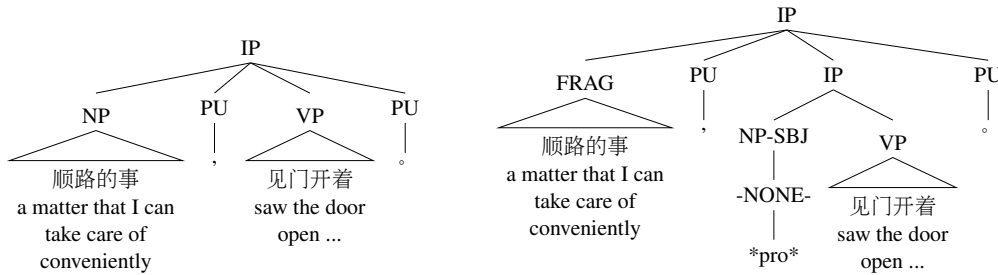 IP
NP PU VP PU
顺路的事 , 见门开着 。
a matter that I can saw the door
take care of open ...
conveniently
IP
FRAG PU IP PU
顺路的事 , NP-SBJ VP 。
a matter that I can -NONE- 见门开着
take care of saw the door
conveniently *pro* open ...